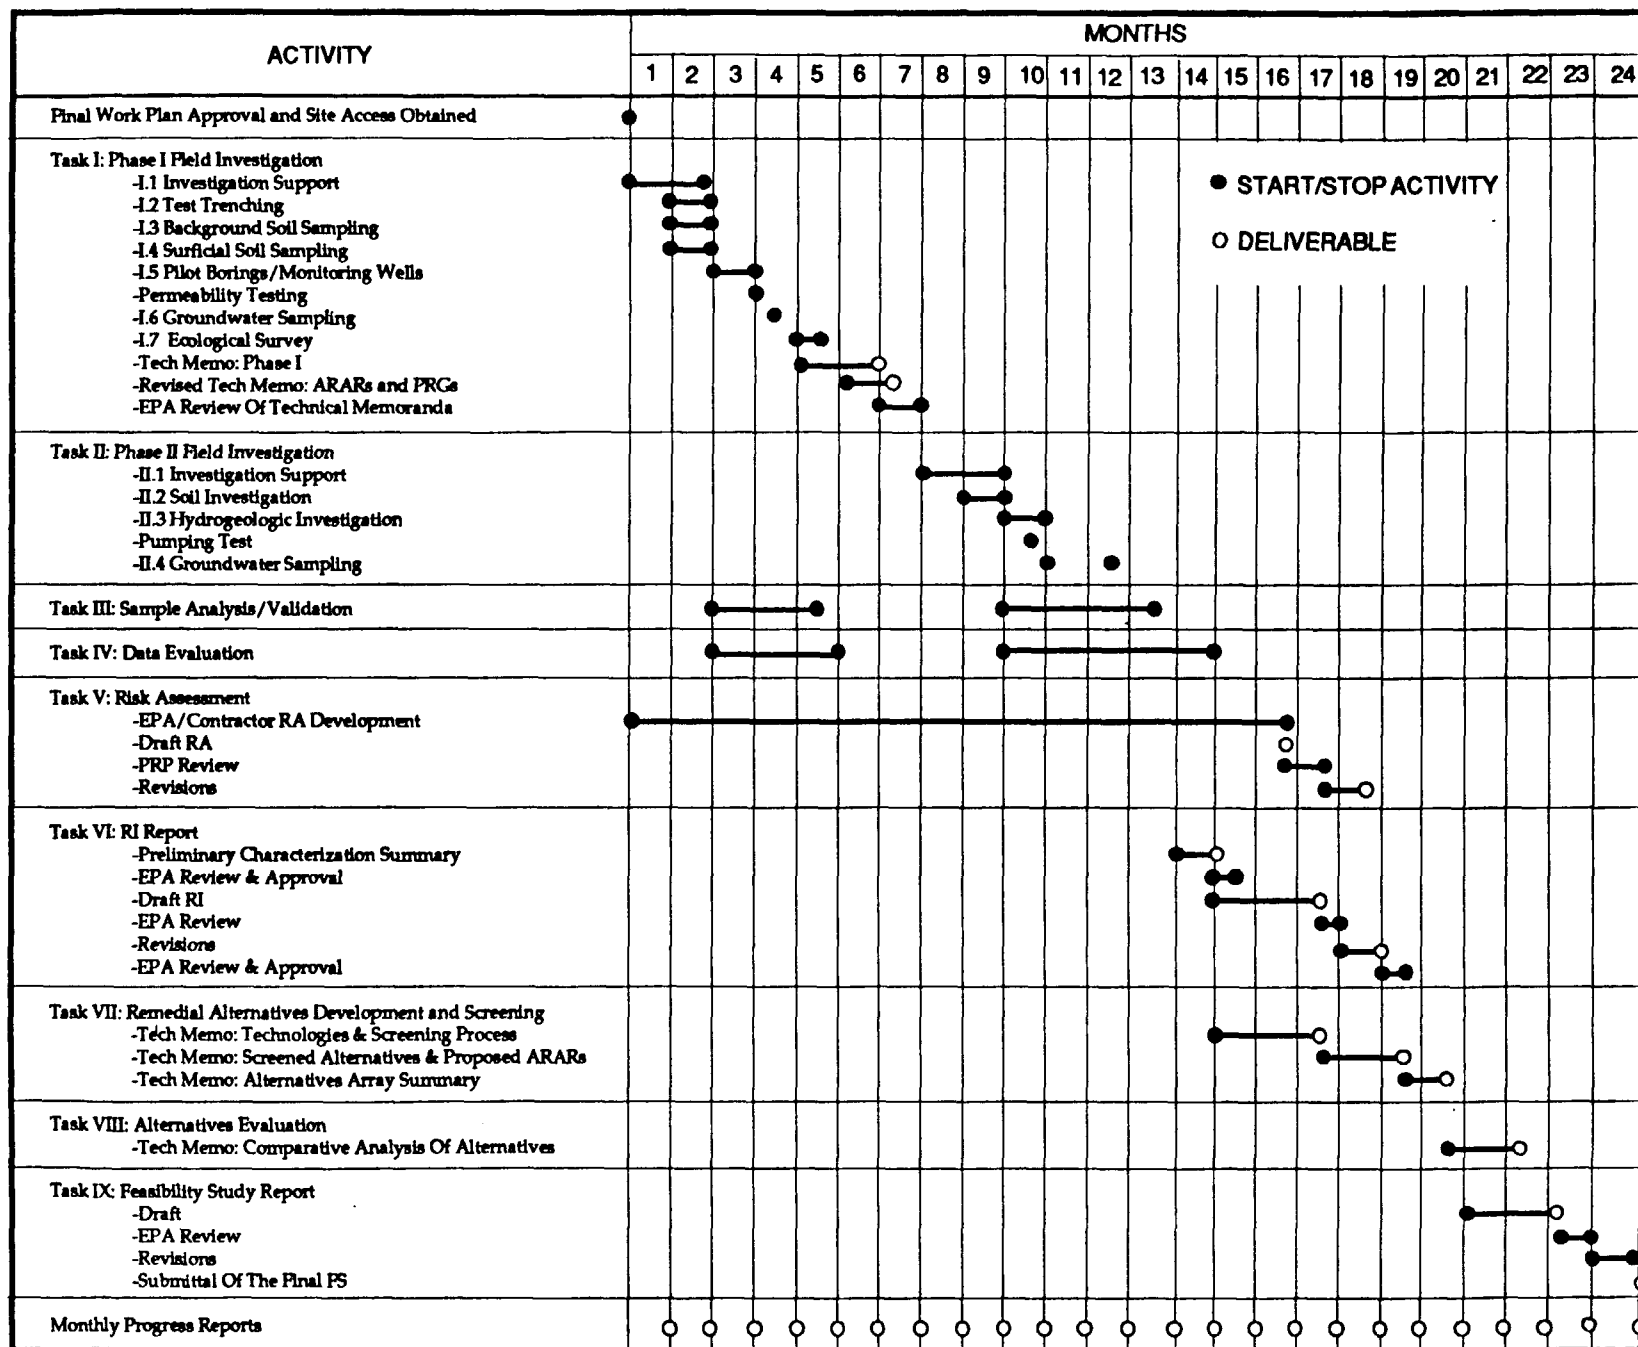 ACTIVITY
MONTHS
1 2 3 4 5 6 7 8 9 10 11 12 13 14 15 16 17 18 19 20 21 22 23 24
Final Work Plan Approval and Site Access Obtained
Task I: Phase I Field Investigation
-I.1 Investigation Support
● START/STOP ACTIVITY
-I.2 Test Trenching
-I.3 Background Soil Sampling
○ DELIVERABLE
-I.4 Surficial Soil Sampling
-I.5 Pilot Borings/Monitoring Wells
-Permeability Testing
-I.6 Groundwater Sampling
-I.7 Ecological Survey
-Tech Memo: Phase I
-Revised Tech Memo: ARARs and PRGs
-EPA Review Of Technical Memoranda
Task II: Phase II Field Investigation
-II.1 Investigation Support
-II.2 Soil Investigation
-II.3 Hydrogeologic Investigation
-Pumping Test
-II.4 Groundwater Sampling
Task III: Sample Analysis/Validation
Task IV: Data Evaluation
Task V: Risk Assessment
-EPA/Contractor RA Development
-Draft RA
-PRP Review
-Revisions
Task VI: RI Report
-Preliminary Characterization Summary
-EPA Review & Approval
-Draft RI
-EPA Review
-Revisions
-EPA Review & Approval
Task VII: Remedial Alternatives Development and Screening
-Tech Memo: Technologies & Screening Process
-Tech Memo: Screened Alternatives & Proposed ARARs
-Tech Memo: Alternatives Array Summary
Task VIII: Alternatives Evaluation
-Tech Memo: Comparative Analysis Of Alternatives
Task IX: Feasibility Study Report
-Draft
-EPA Review
-Revisions
-Submittal Of The Final FS
Monthly Progress Reports